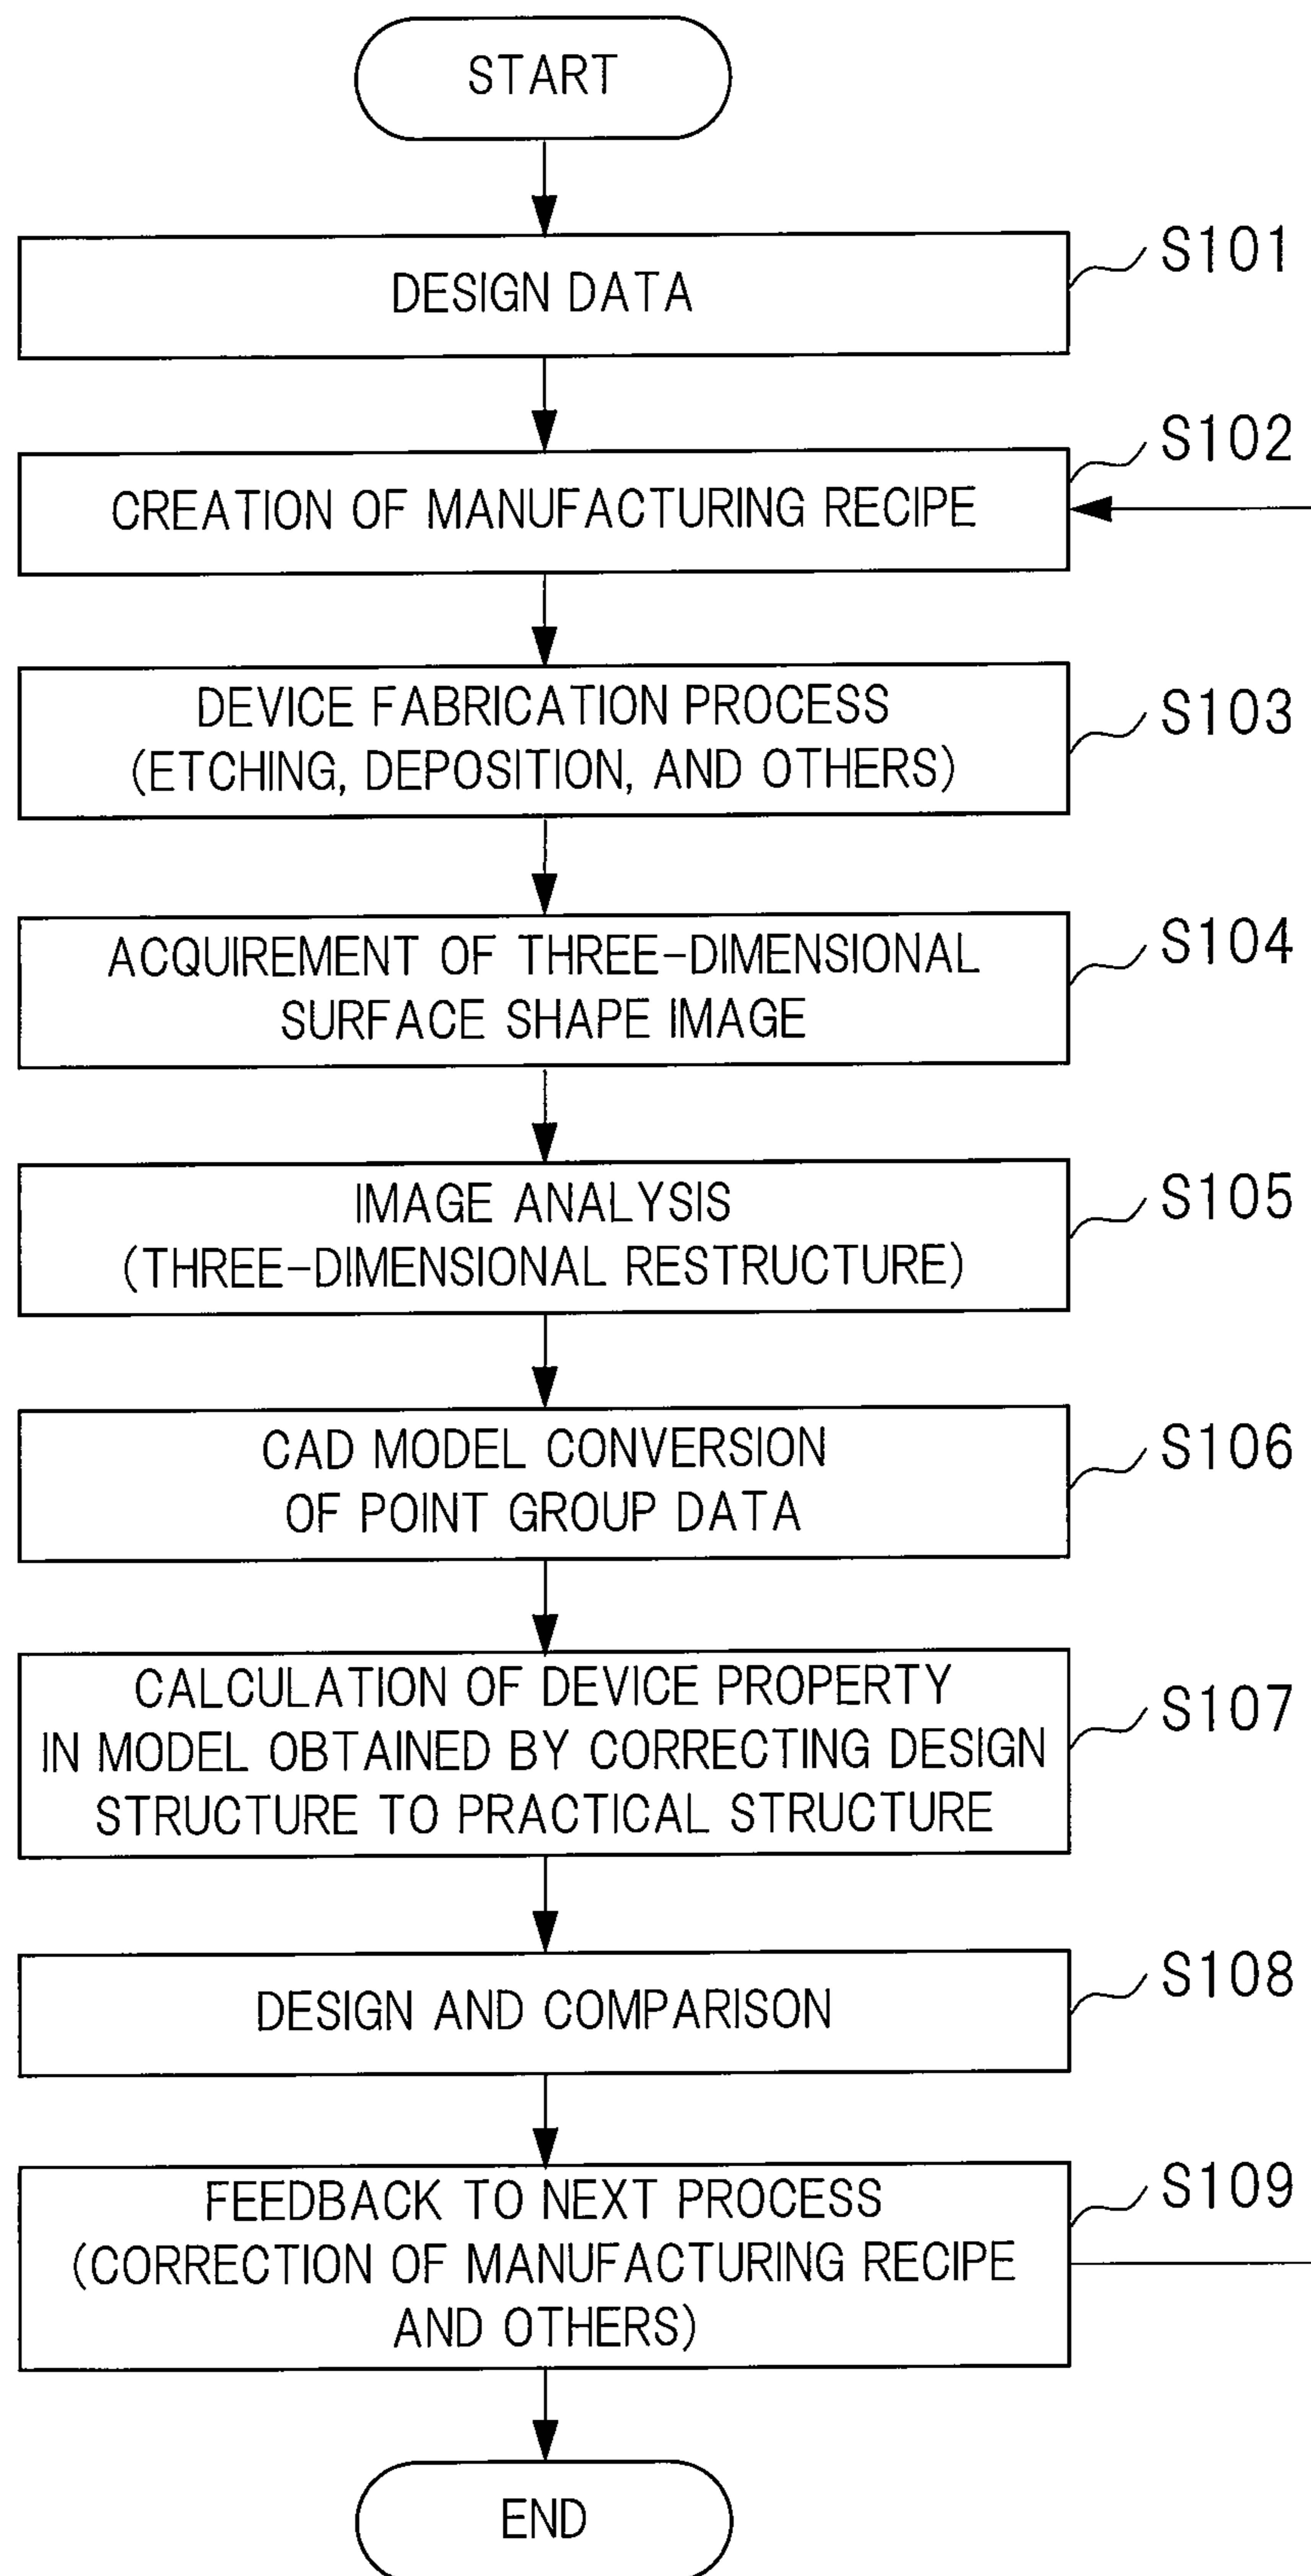 START
DESIGN DATA
S101
CREATION OF MANUFACTURING RECIPE
S102
DEVICE FABRICATION PROCESS
(ETCHING, DEPOSITION, AND OTHERS)
S103
ACQUIREMENT OF THREE-DIMENSIONAL
SURFACE SHAPE IMAGE
S104
IMAGE ANALYSIS
(THREE-DIMENSIONAL RESTRUCTURE)
S105
CAD MODEL CONVERSION
OF POINT GROUP DATA
S106
CALCULATION OF DEVICE PROPERTY
IN MODEL OBTAINED BY CORRECTING DESIGN
STRUCTURE TO PRACTICAL STRUCTURE
S107
DESIGN AND COMPARISON
S108
FEEDBACK TO NEXT PROCESS
(CORRECTION OF MANUFACTURING RECIPE
AND OTHERS)
S109
END